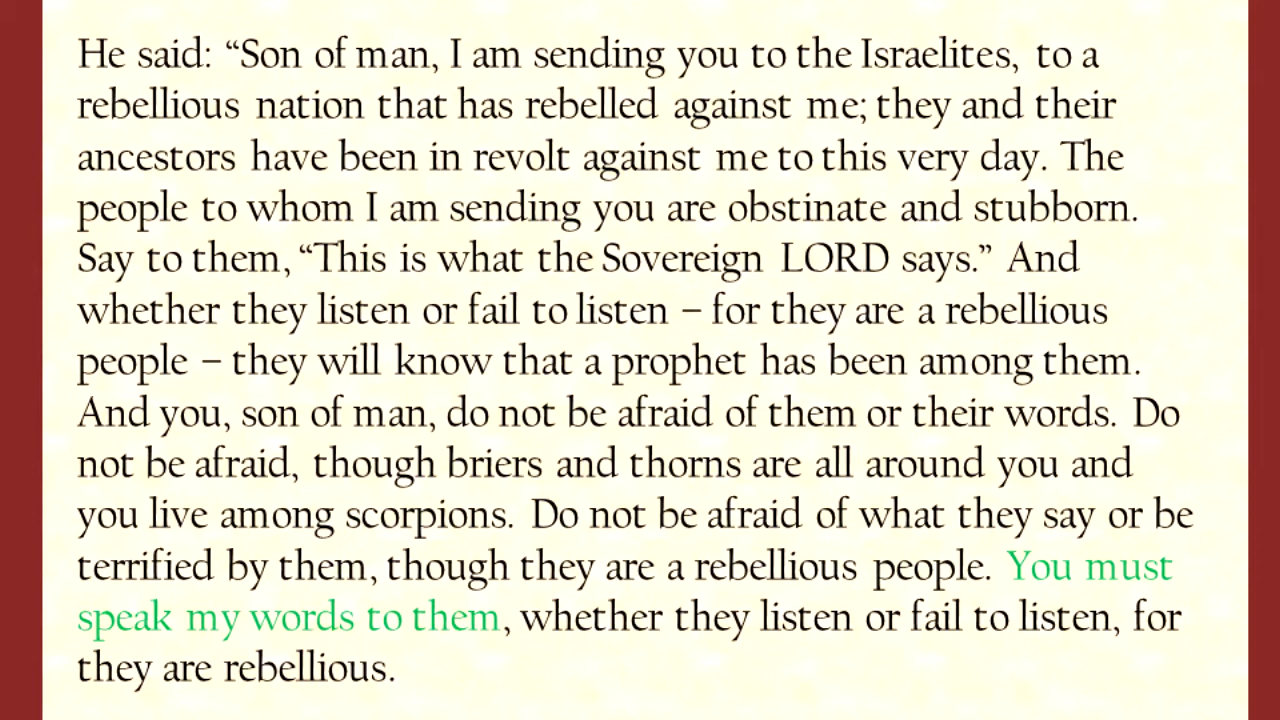 He said: “Son of man, I am sending you to the Israelites, to a
rebellious nation that has rebelled against me; they and their
ancestors have been in revolt against me to this very day. The
people to whom I am sending you are obstinate and stubborn.
Say to them, “This is what the Sovereign LORD says.” And
whether they listen or fail to listen – for they are a rebellious
people – they will know that a prophet has been among them.
And you, son of man, do not be afraid of them or their words. Do
not be afraid, though briers and thorns are all around you and
you live among scorpions. Do not be afraid of what they say or be
terrified by them, though they are a rebellious people. You must
speak my words to them, whether they listen or fail to listen, for
they are rebellious.